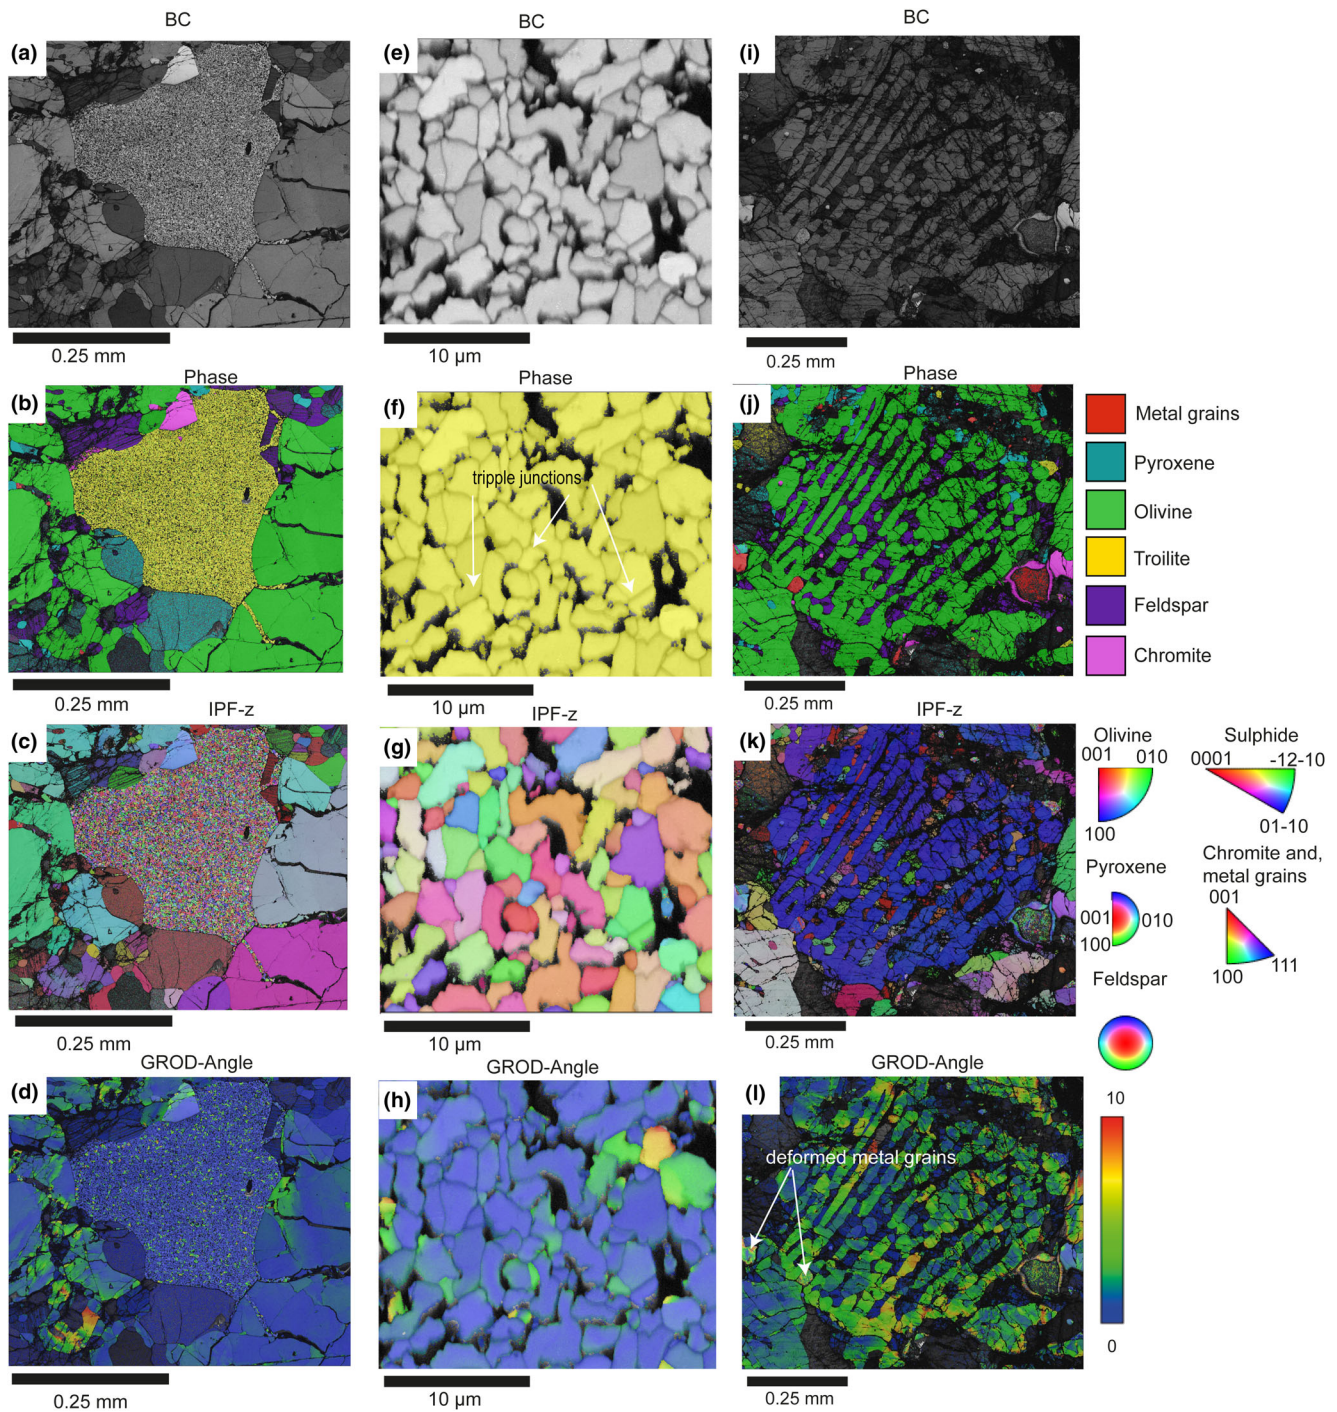 BC
(a)
0.25 mm
Phase
(b)
0.25 mm
IPF-z
(c)
0.25 mm
GROD-Angle
(d)
0.25 mm
BC
(e)
10 µm
Phase
(f)
tripple junctions
10 µm
IPF-z
(g)
10 µm
GROD-Angle
(h)
10 µm
BC
(i)
0.25 mm
Phase
(j)
0.25 mm
IPF-z
(k)
0.25 mm
GROD-Angle
(l)
deformed metal grains
0.25 mm
Metal grains
Pyroxene
Olivine
Troilite
Feldspar
Chromite
Olivine
001 010
100
Pyroxene
001 010
100
Feldspar
Sulphide
0001 -12-10
01-10
Chromite and,
metal grains
001
100 111
10
0